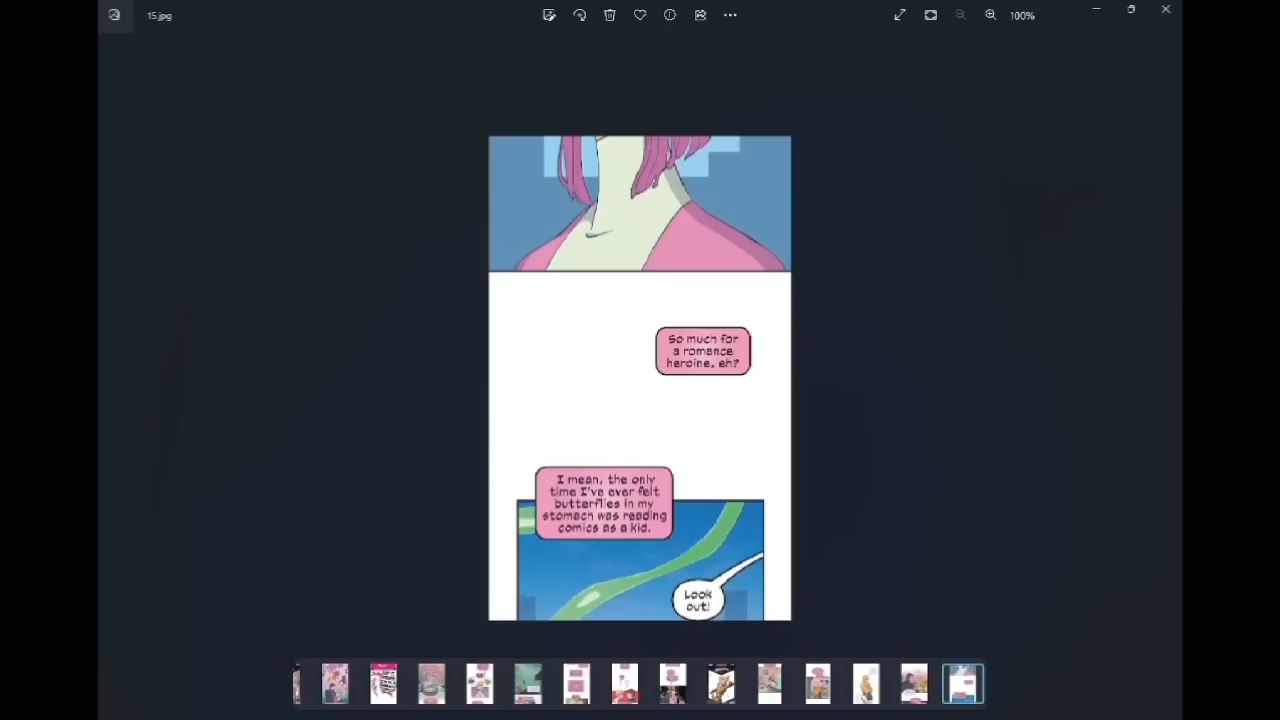 15.jpg
100%
So much for
a romance
heroine, eh?
I mean, the only
time I've ever felt
butterflies in my
stomach was reading
comics as a kid.
Look
out!